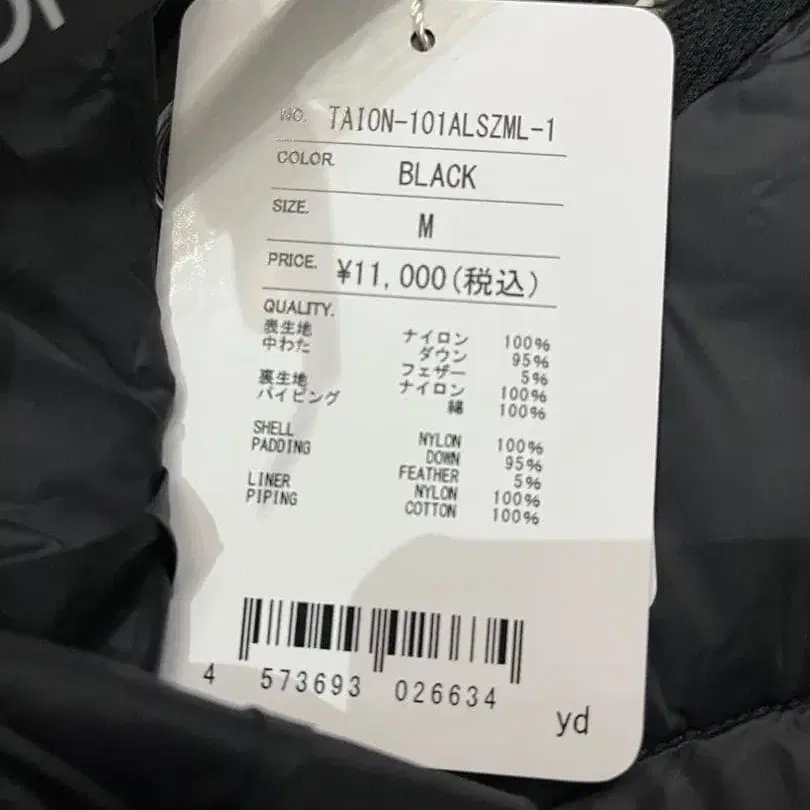 NO. TAION-101ALSZML-1
COLOR. BLACK
SIZE. M
PRICE. ¥11,000(税込)
QUALITY.
表生地 ナイロン 100%
中わた ダウン 95%
フェザー 5%
裏生地 ナイロン 100%
パイピング 綿 100%
SHELL NYLON 100%
PADDING DOWN 95%
FEATHER 5%
LINER NYLON 100%
PIPING COTTON 100%
4 573693 026634
yd